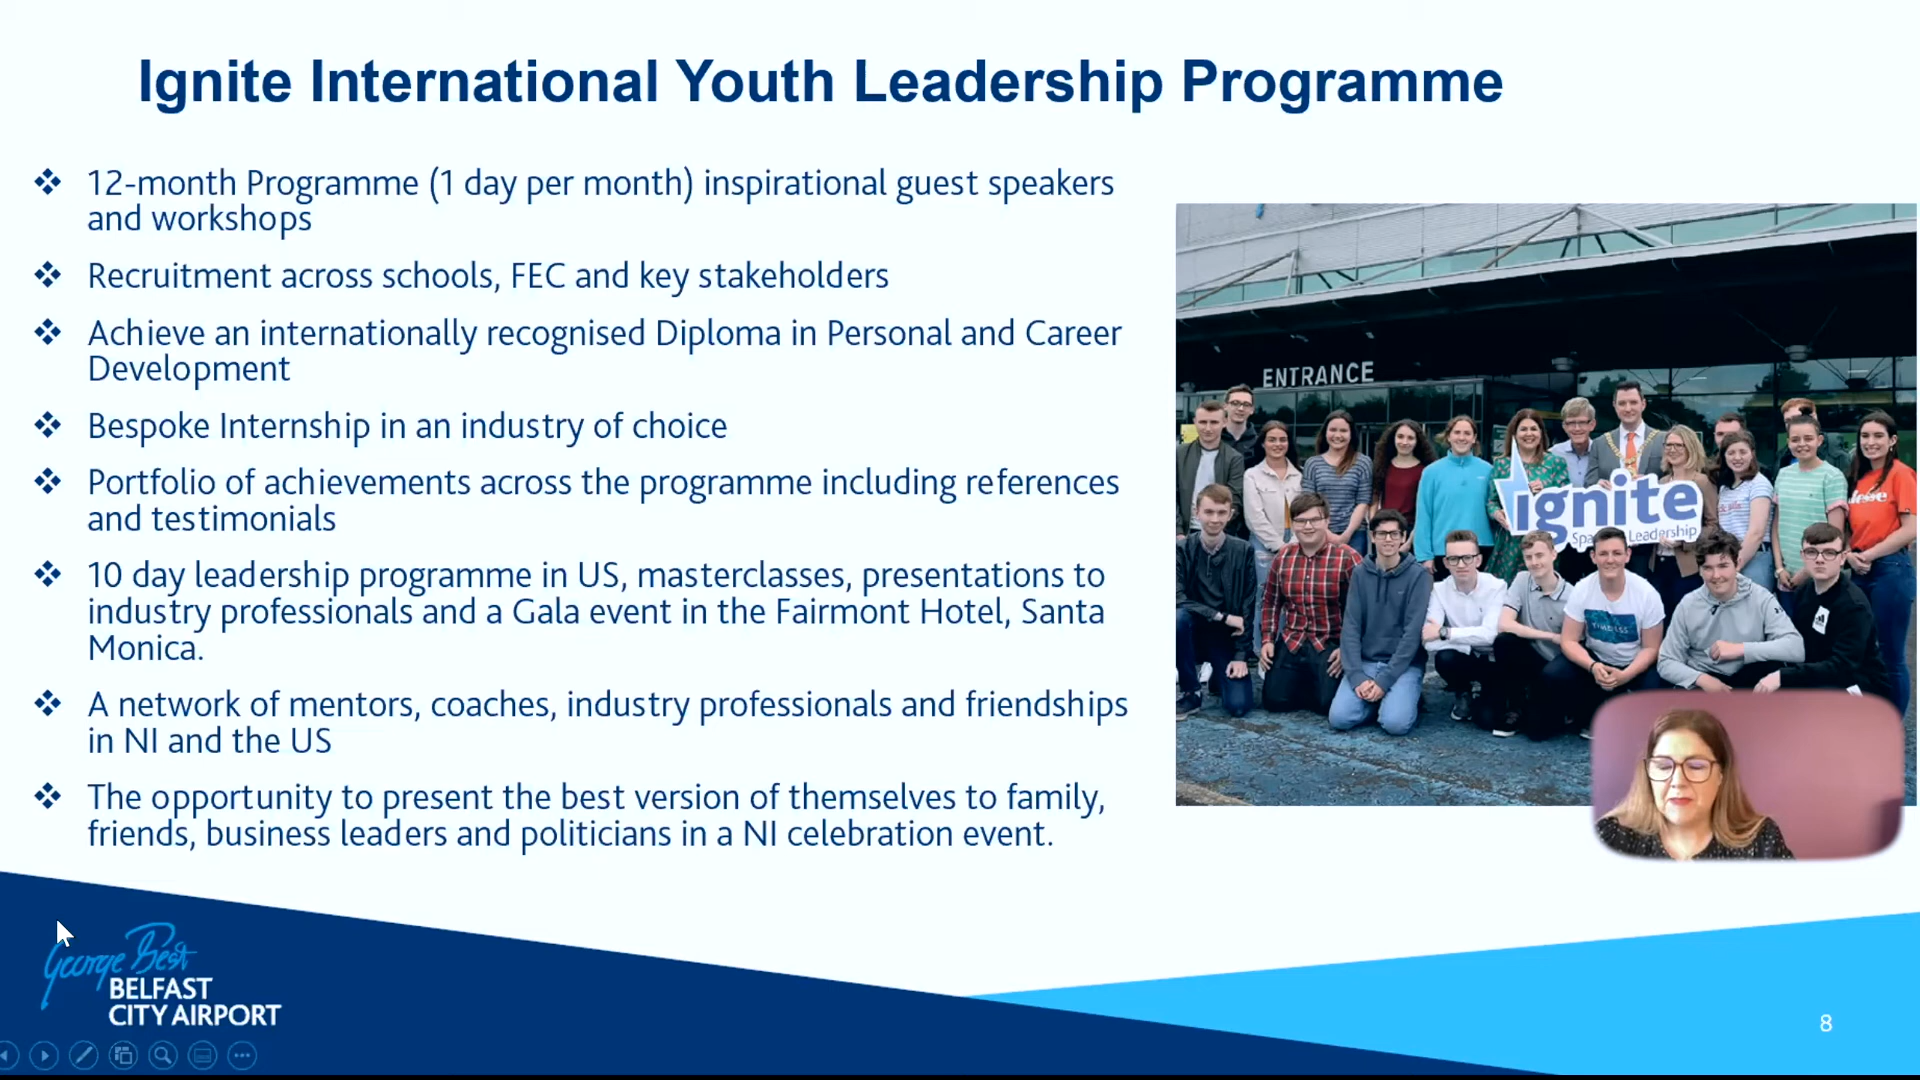 Ignite International Youth Leadership Programme
12-month Programme (1 day per month) inspirational guest speakers
and workshops
Recruitment across schools, FEC and key stakeholders
Achieve an internationally recognised Diploma in Personal and Career
Development
Bespoke Internship in an industry of choice
Portfolio of achievements across the programme including references
and testimonials
10 day leadership programme in US, masterclasses, presentations to
industry professionals and a Gala event in the Fairmont Hotel, Santa
Monica.
A network of mentors, coaches, industry professionals and friendships
in NI and the US
The opportunity to present the best version of themselves to family,
friends, business leaders and politicians in a NI celebration event.
ENTRANCE
ignite
Leadership
George Best
BELFAST
CITY AIRPORT
8